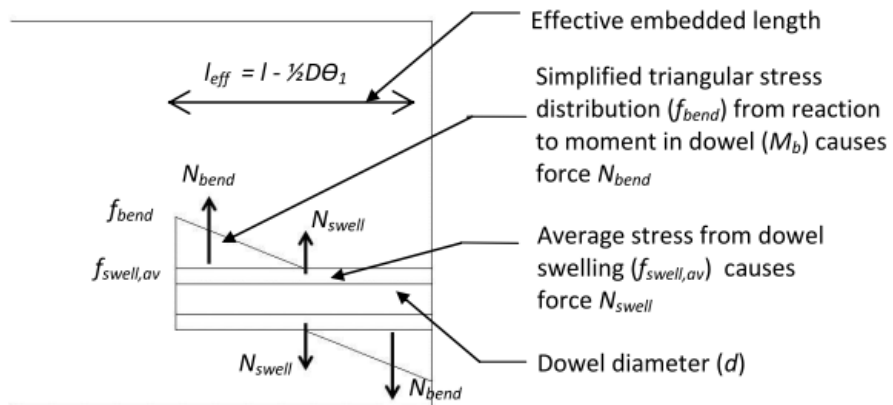 Effective embedded length
l_eff = l - ½DΘ₁
Simplified triangular stress
distribution (f_bend) from reaction
to moment in dowel (M_b) causes
force N_bend
N_bend
f_bend
N_swell
f_swell,av
Average stress from dowel
swelling (f_swell,av) causes
force N_swell
N_swell
Dowel diameter (d)
N_bend